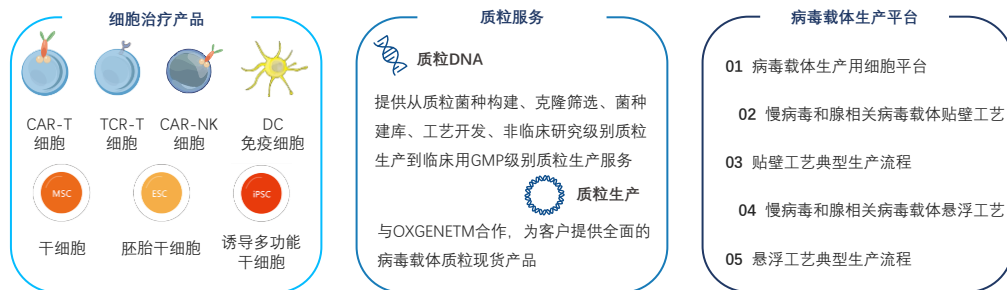 细胞治疗产品
CAR-T
细胞
TCR-T
细胞
CAR-NK
细胞
DC
免疫细胞
MSC
ESC
iPSC
干细胞
胚胎干细胞
诱导多功能
干细胞
质粒服务
质粒DNA
提供从质粒菌种构建、克隆筛选、菌种
建库、工艺开发、非临床研究级别质粒
生产到临床用GMP级别质粒生产服务
质粒生产
与OXGENETM合作，为客户提供全面的
病毒载体质粒现货产品
病毒载体生产平台
01 病毒载体生产用细胞平台
02 慢病毒和腺相关病毒载体贴壁工艺
03 贴壁工艺典型生产流程
04 慢病毒和腺相关病毒载体悬浮工艺
05 悬浮工艺典型生产流程